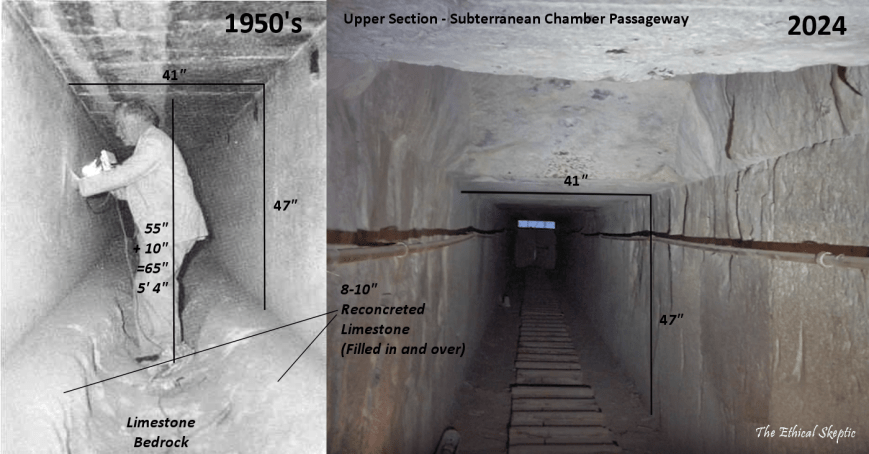 1950's
Upper Section - Subterranean Chamber Passageway
2024
41"
47"
55"
+ 10"
=65"
5' 4"
Limestone
Bedrock
8-10"
Reconcreted
Limestone
(Filled in and over)
41"
47"
The Ethical Skeptic